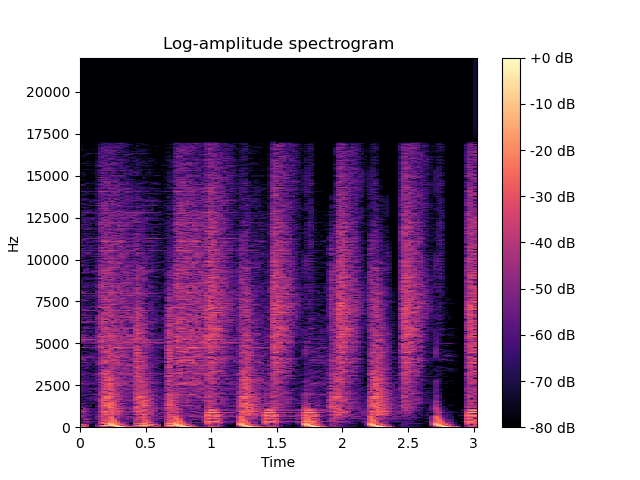 Log-amplitude spectrogram
Hz
20000
17500
15000
12500
10000
7500
5000
2500
0
0 0.5 1 1.5 2 2.5 3
Time
+0 dB
-10 dB
-20 dB
-30 dB
-40 dB
-50 dB
-60 dB
-70 dB
-80 dB